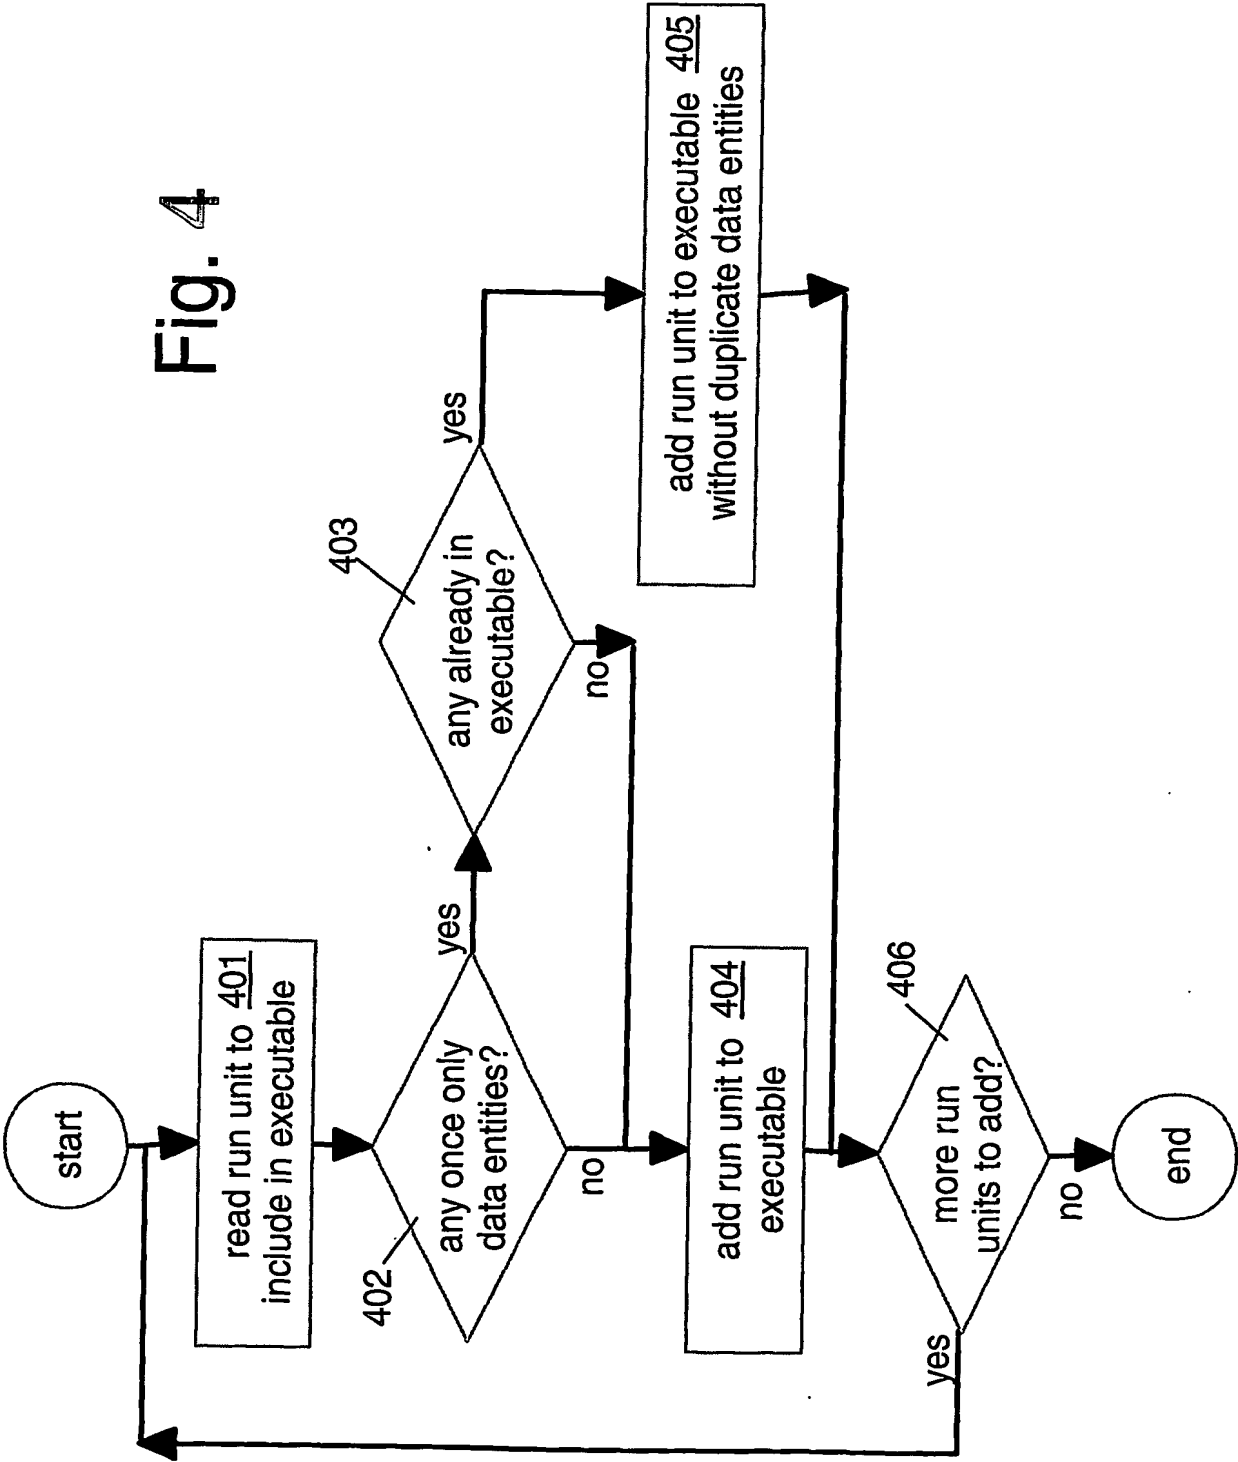 Fig. 4
start
read run unit to 401
include in executable
402
any once only
data entities?
yes
no
403
any already in
executable?
yes
no
add run unit to 404
executable
add run unit to executable 405
without duplicate data entities
406
more run
units to add?
yes
no
end